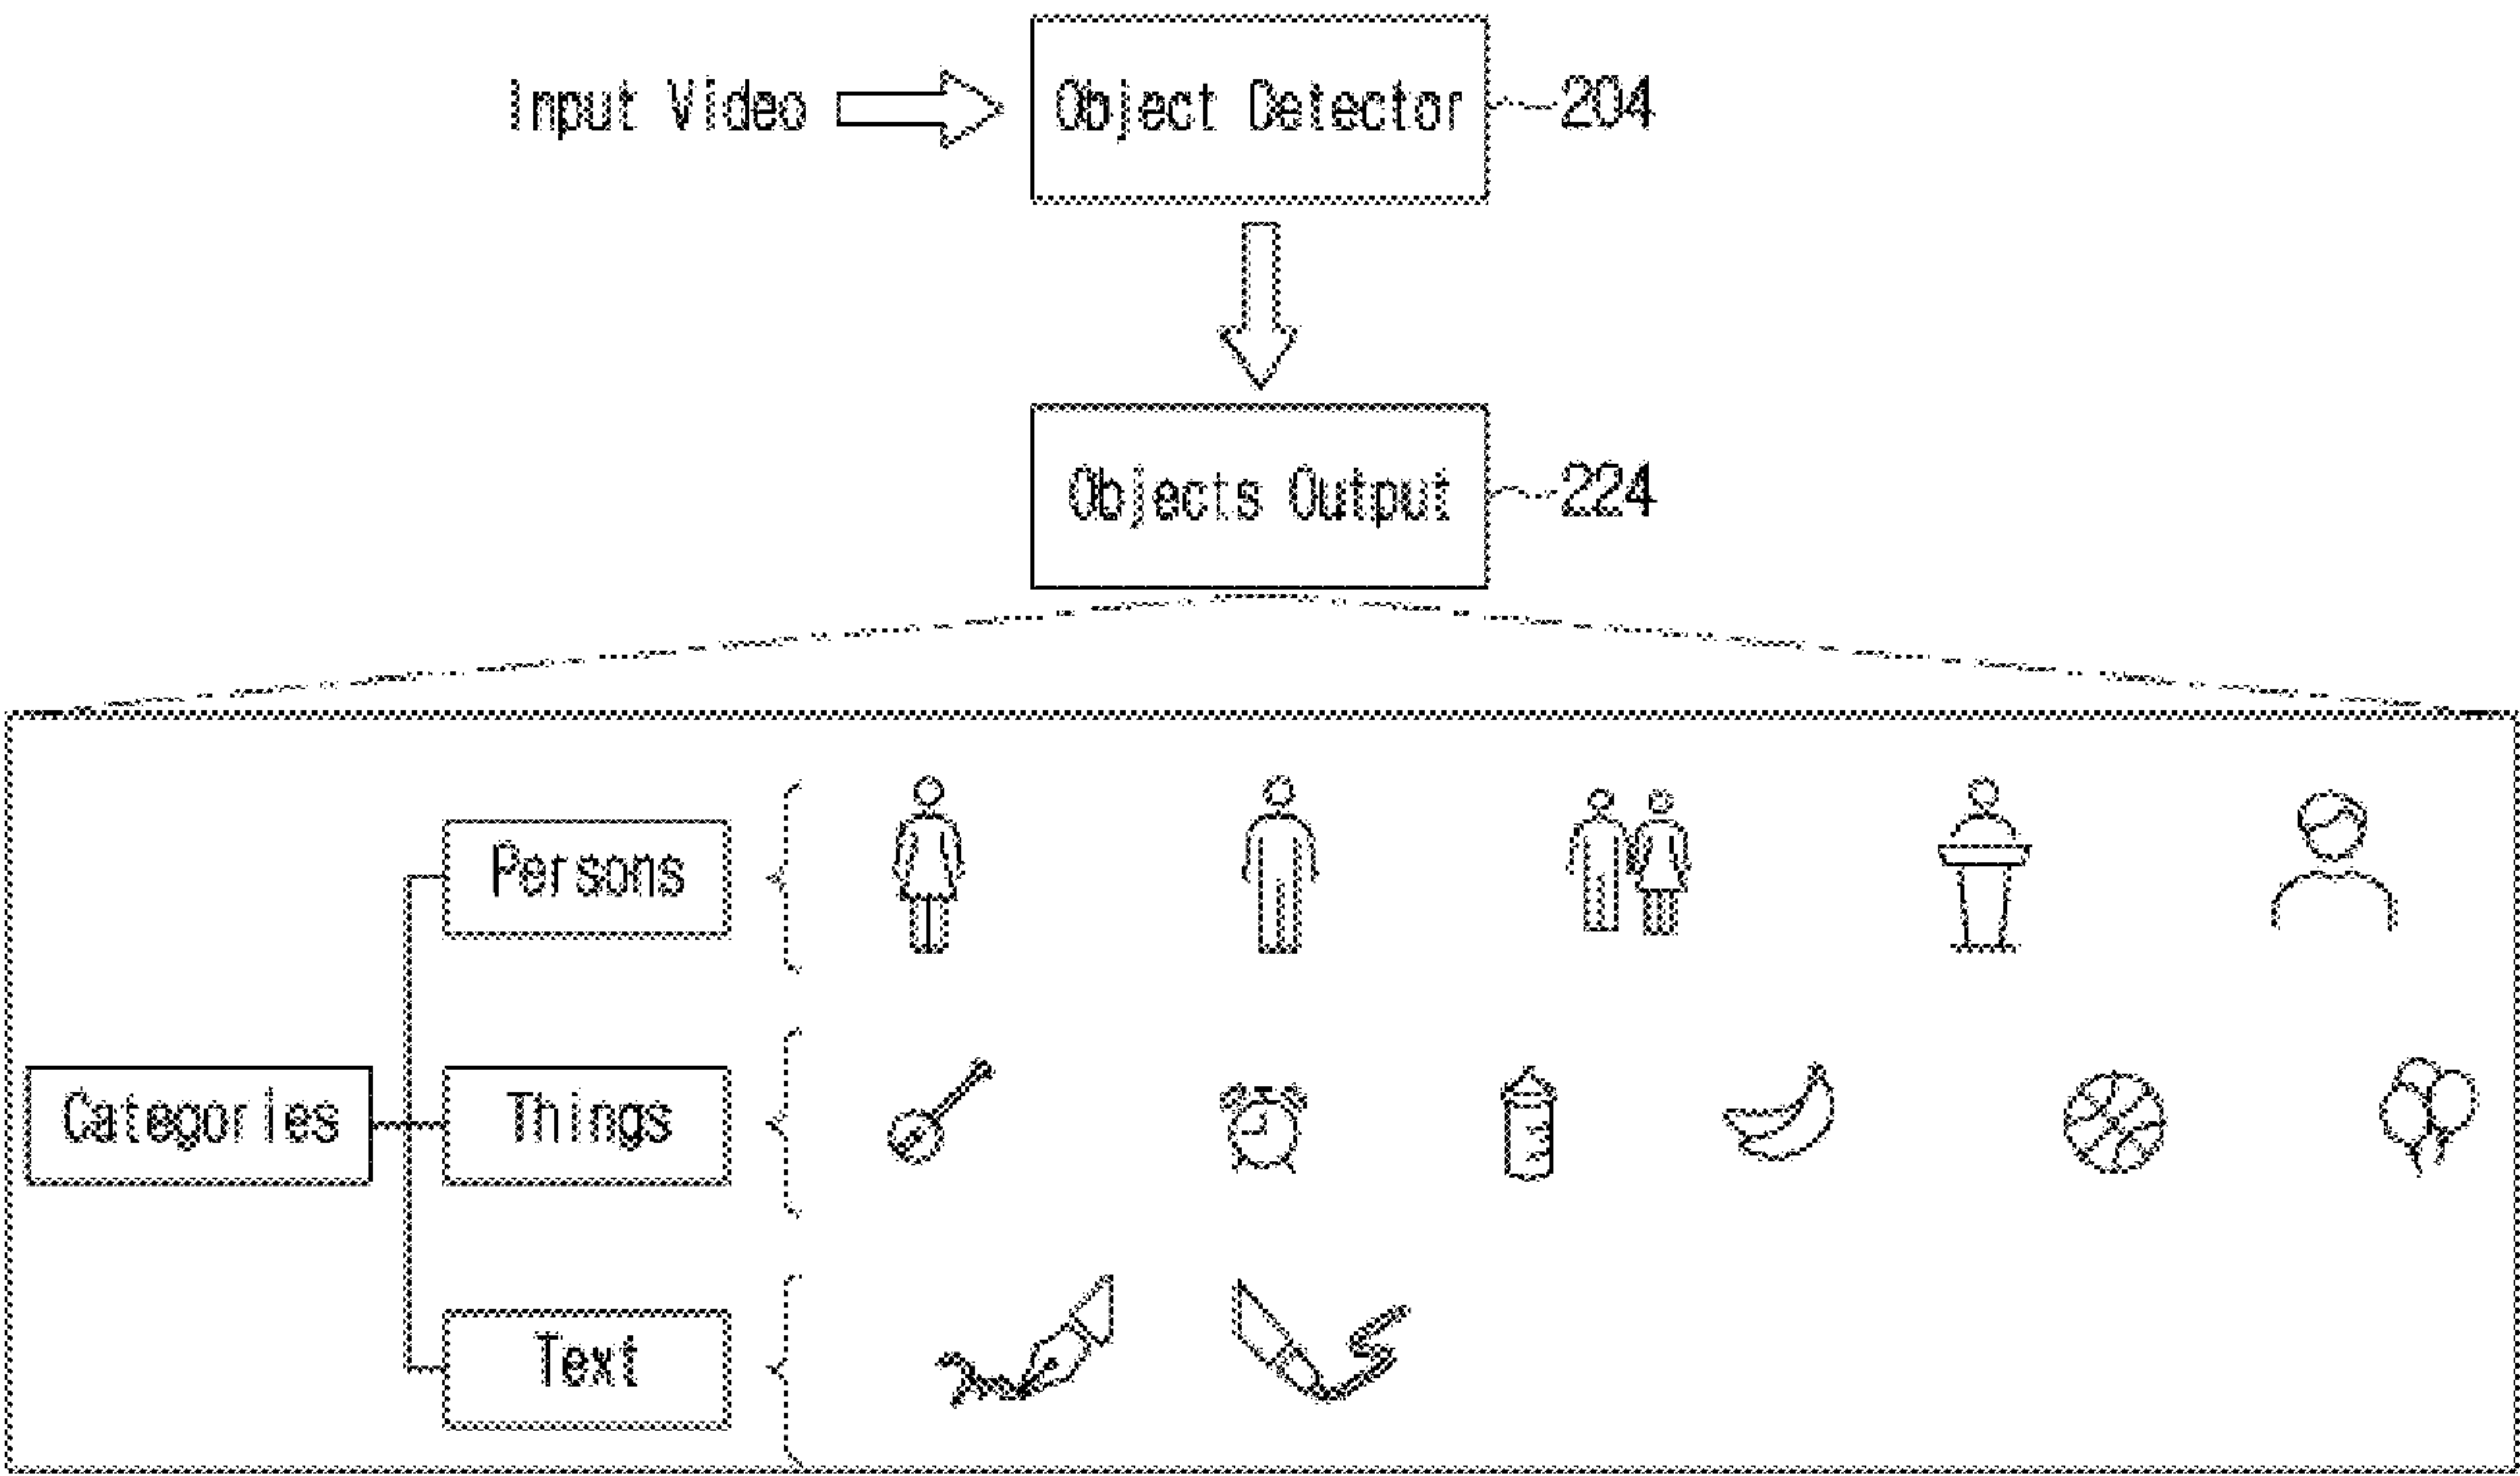 Input Video
Object Detector
204
Objects Output
224
Persons
Categories
Things
Text